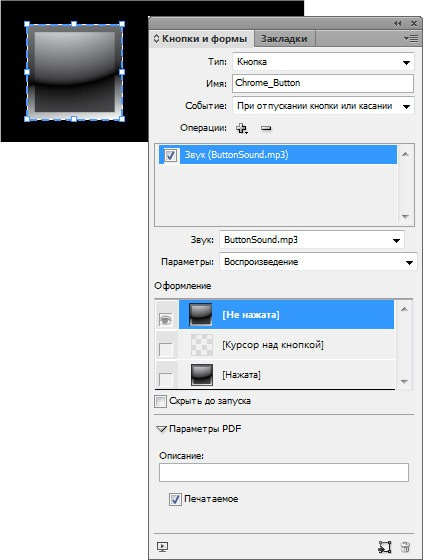 Кнопки и формы Закладки
Тип: Кнопка
Имя: Chrome_Button
Событие: При отпускании кнопки или касании
Операции:
Звук (ButtonSound.mp3)
Звук: ButtonSound.mp3
Параметры: Воспроизведение
Оформление
[Не нажата]
[Курсор над кнопкой]
[Нажата]
Скрыть до запуска
Параметры PDF
Описание:
Печатаемое